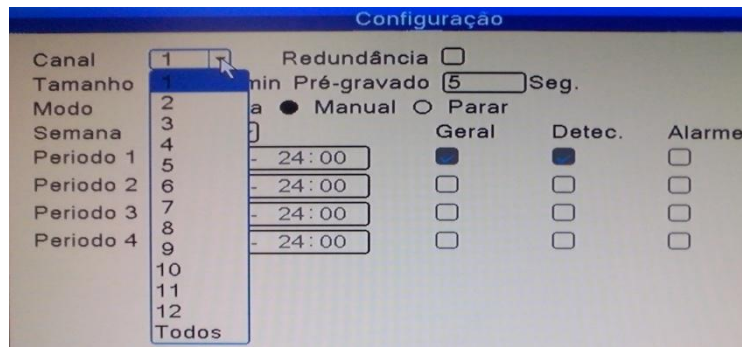 Configuração
Canal 1 Redundância
Tamanho min Pré-gravado 5 Seg.
Modo a Manual Parar
Semana Geral Detec. Alarme
Periodo 1 - 24:00
Periodo 2 - 24:00
Periodo 3 - 24:00
Periodo 4 - 24:00
1
2
3
4
5
6
7
8
9
10
11
12
Todos